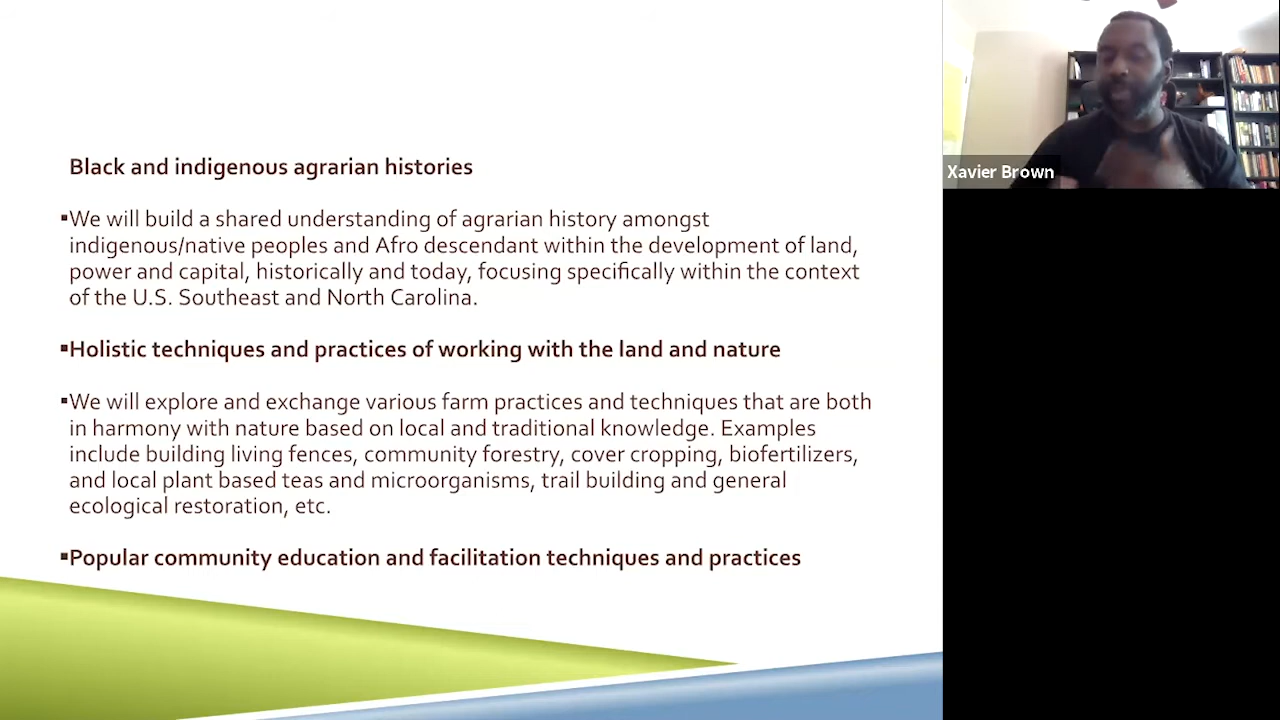 Black and indigenous agrarian histories
▪We will build a shared understanding of agrarian history amongst
indigenous/native peoples and Afro descendant within the development of land,
power and capital, historically and today, focusing specifically within the context
of the U.S. Southeast and North Carolina.
▪Holistic techniques and practices of working with the land and nature
▪We will explore and exchange various farm practices and techniques that are both
in harmony with nature based on local and traditional knowledge. Examples
include building living fences, community forestry, cover cropping, biofertilizers,
and local plant based teas and microorganisms, trail building and general
ecological restoration, etc.
▪Popular community education and facilitation techniques and practices
Xavier Brown